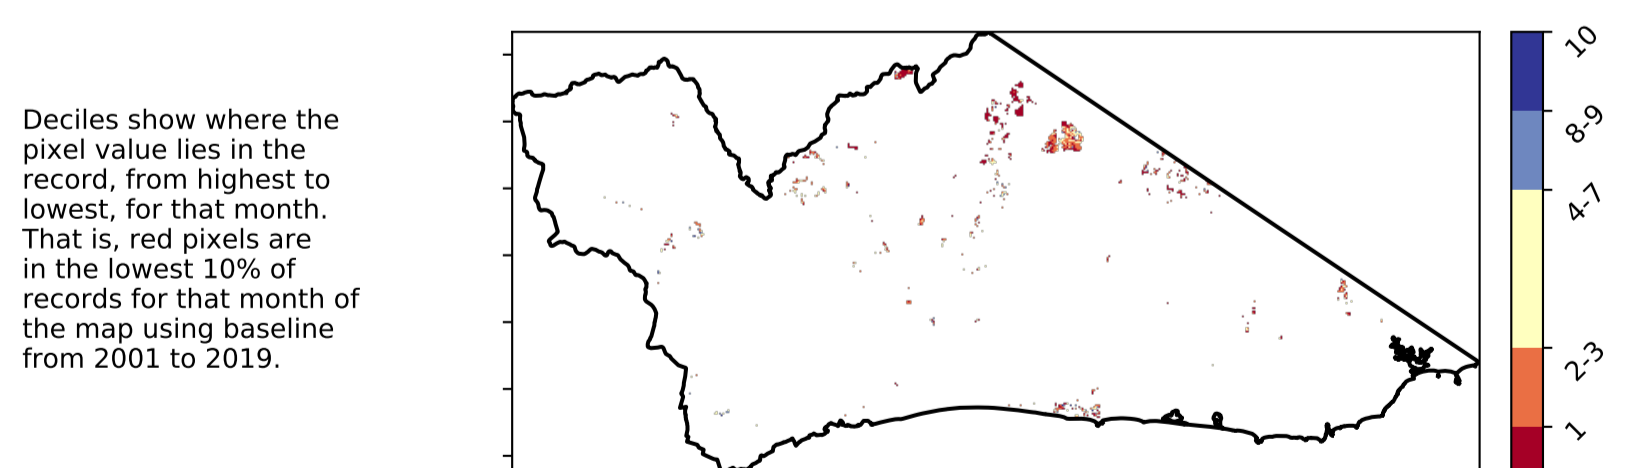 Deciles show where the
pixel value lies in the
record, from highest to
lowest, for that month.
That is, red pixels are
in the lowest 10% of
records for that month of
the map using baseline
from 2001 to 2019.
10
8-9
4-7
2-3
1